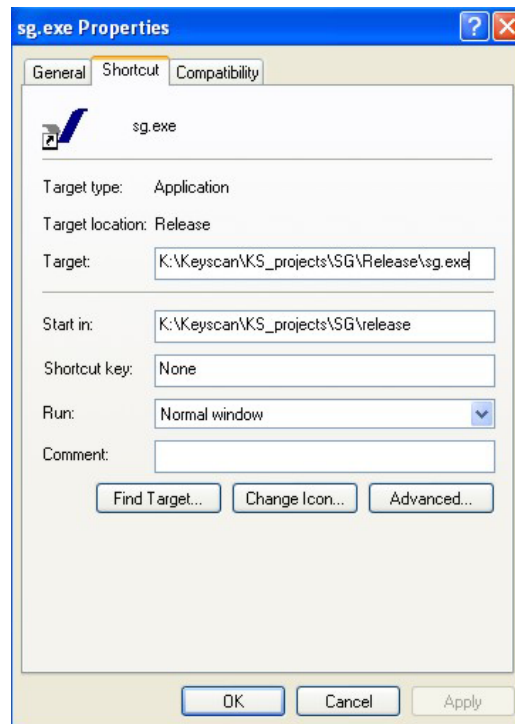 sg.exe Properties
General Shortcut Compatibility
sg.exe
Target type: Application
Target location: Release
Target: K:\Keyscan\KS_projects\SG\Release\sg.exe
Start in: K:\Keyscan\KS_projects\SG\release
Shortcut key: None
Run: Normal window
Comment:
Find Target... Change Icon... Advanced...
OK Cancel Apply